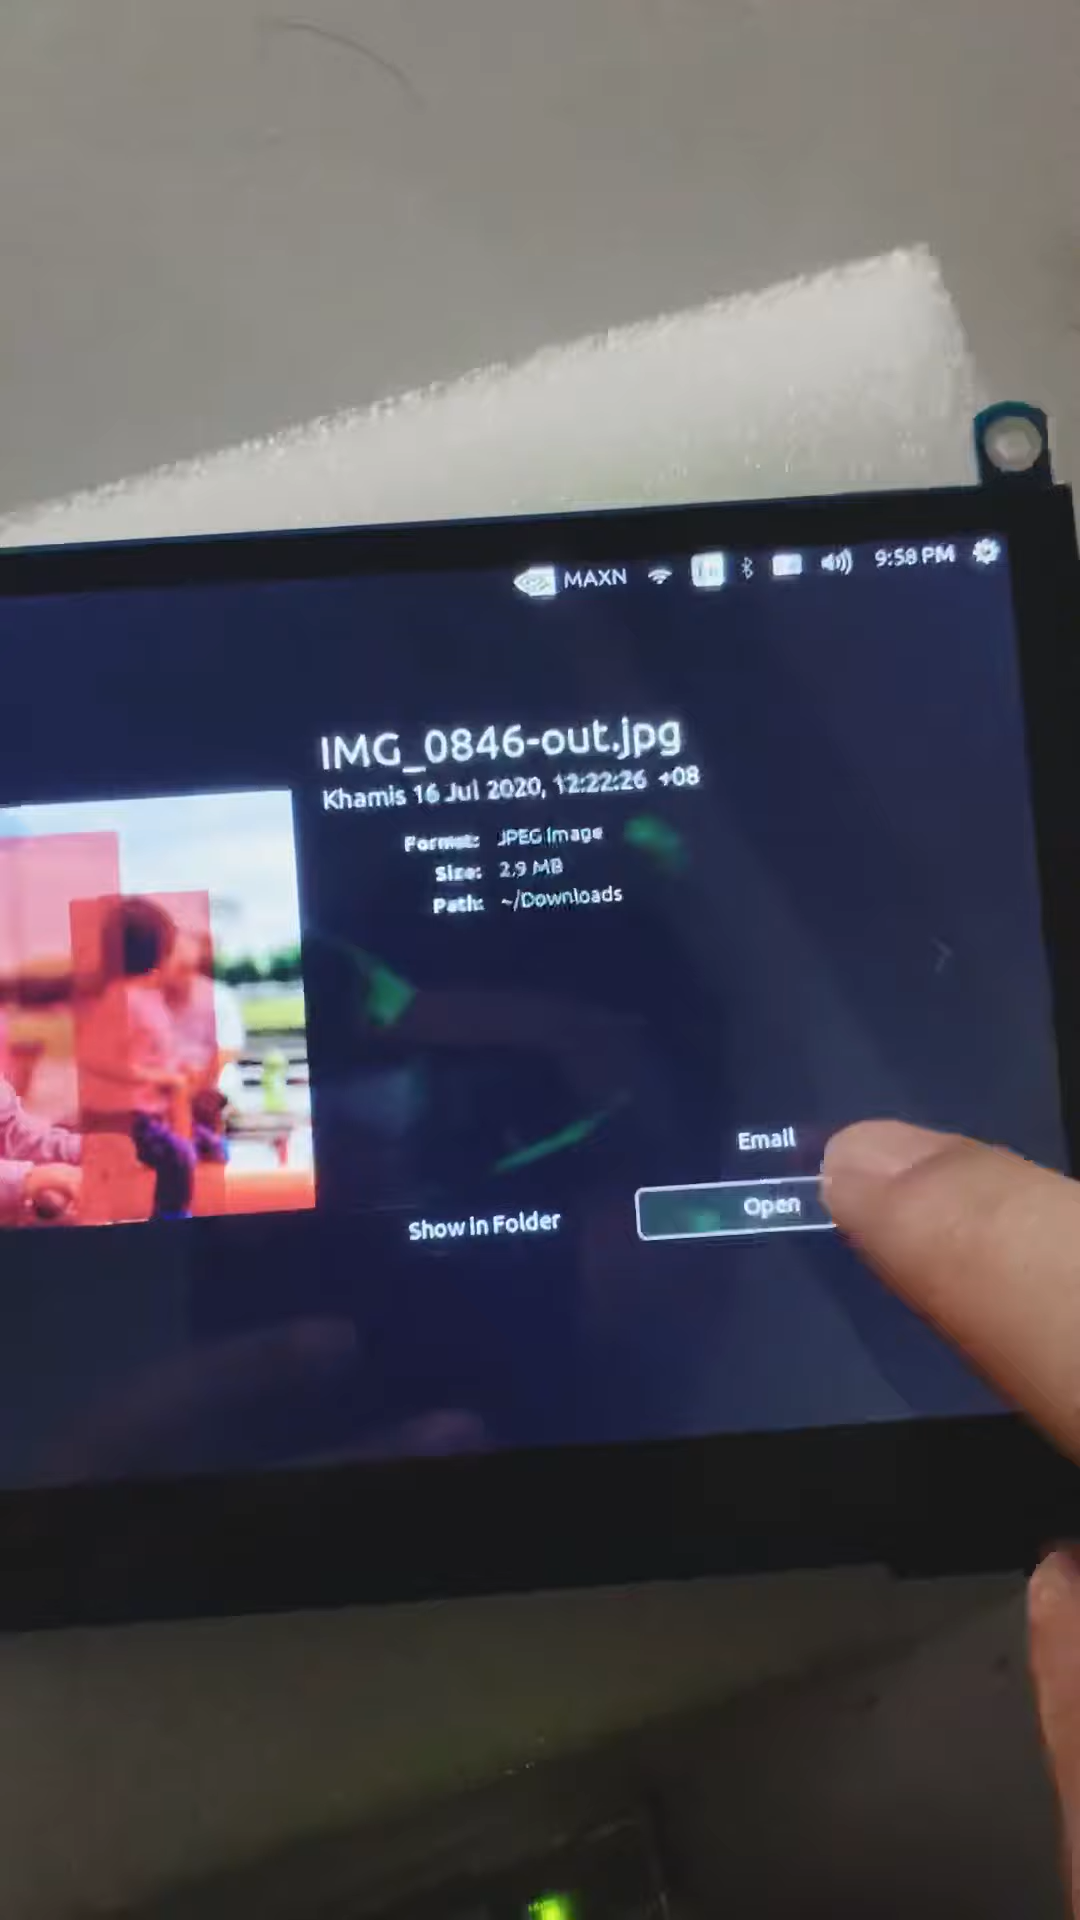 MAXN 9:58 PM
IMG_0846-out.jpg
Khamis 16 Jul 2020, 12:22:26 +08
Format: JPEG Image
Size: 2.9 MB
Path: ~/Downloads
Email
Show in Folder
Open